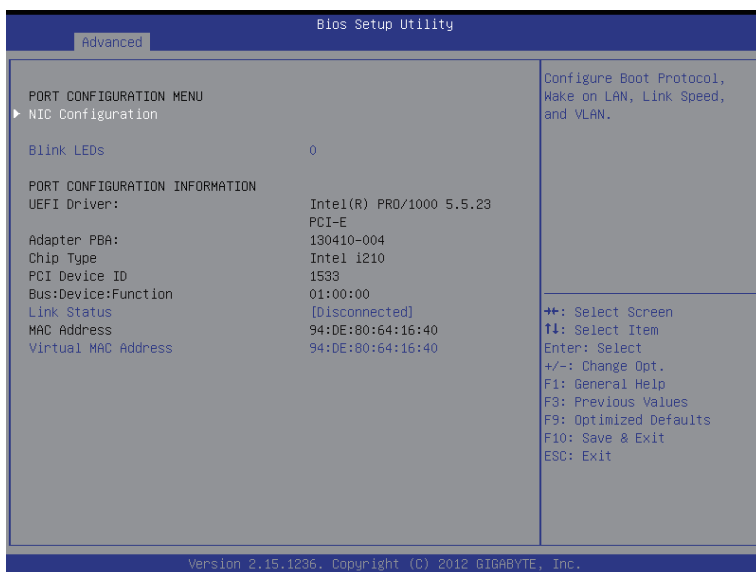 Bios Setup Utility
Advanced
PORT CONFIGURATION MENU
NIC Configuration
Blink LEDs 0
PORT CONFIGURATION INFORMATION
UEFI Driver: Intel(R) PRO/1000 5.5.23
PCI-E
Adapter PBA: 130410-004
Chip Type Intel i210
PCI Device ID 1533
Bus:Device:Function 01:00:00
Link Status [Disconnected]
MAC Address 94:DE:80:64:16:40
Virtual MAC Address 94:DE:80:64:16:40
Configure Boot Protocol,
Wake on LAN, Link Speed,
and VLAN.
→←: Select Screen
↑↓: Select Item
Enter: Select
+/-: Change Opt.
F1: General Help
F3: Previous Values
F9: Optimized Defaults
F10: Save & Exit
ESC: Exit
Version 2.15.1236. Copyright (C) 2012 GIGABYTE, Inc.